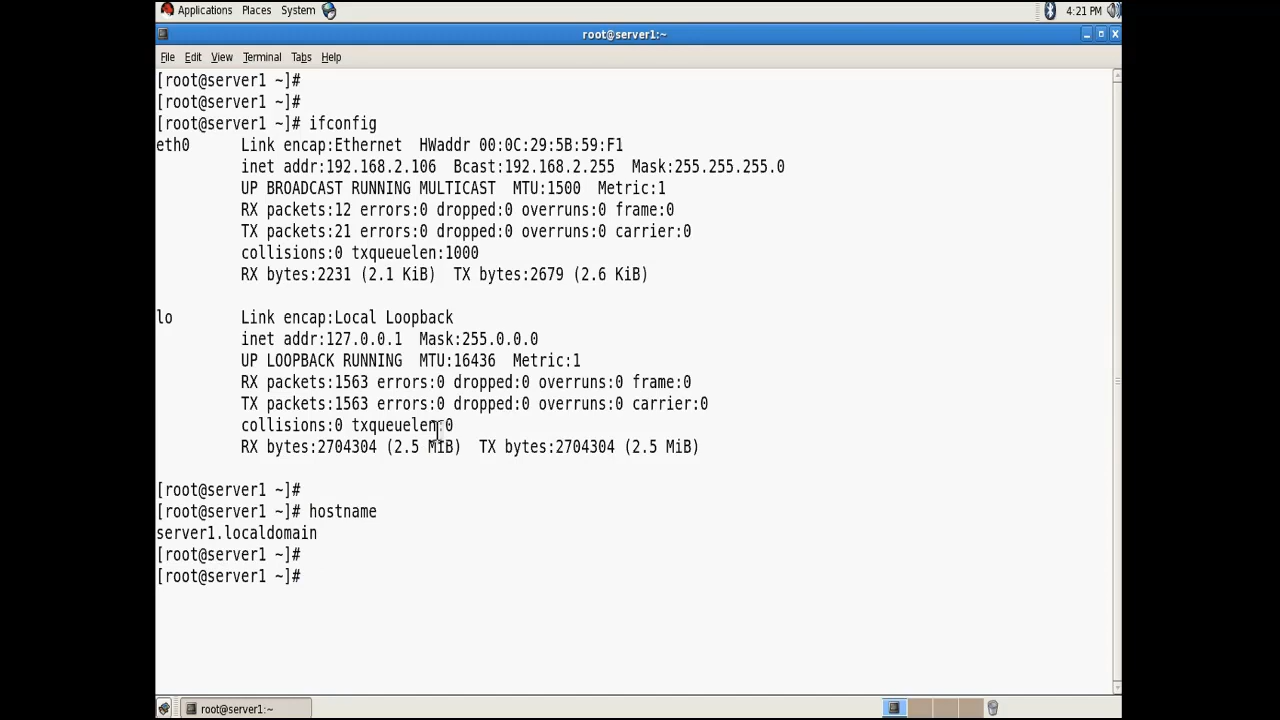 Applications Places System 4:21 PM
root@server1:~
File Edit View Terminal Tabs Help
[root@server1 ~]#
[root@server1 ~]#
[root@server1 ~]# ifconfig
eth0      Link encap:Ethernet  HWaddr 00:0C:29:5B:59:F1
          inet addr:192.168.2.106  Bcast:192.168.2.255  Mask:255.255.255.0
          UP BROADCAST RUNNING MULTICAST  MTU:1500  Metric:1
          RX packets:12 errors:0 dropped:0 overruns:0 frame:0
          TX packets:21 errors:0 dropped:0 overruns:0 carrier:0
          collisions:0 txqueuelen:1000
          RX bytes:2231 (2.1 KiB)  TX bytes:2679 (2.6 KiB)
lo        Link encap:Local Loopback
          inet addr:127.0.0.1  Mask:255.0.0.0
          UP LOOPBACK RUNNING  MTU:16436  Metric:1
          RX packets:1563 errors:0 dropped:0 overruns:0 frame:0
          TX packets:1563 errors:0 dropped:0 overruns:0 carrier:0
          collisions:0 txqueuelen:0
          RX bytes:2704304 (2.5 MiB)  TX bytes:2704304 (2.5 MiB)
[root@server1 ~]#
[root@server1 ~]# hostname
server1.localdomain
[root@server1 ~]#
[root@server1 ~]#
root@server1:~